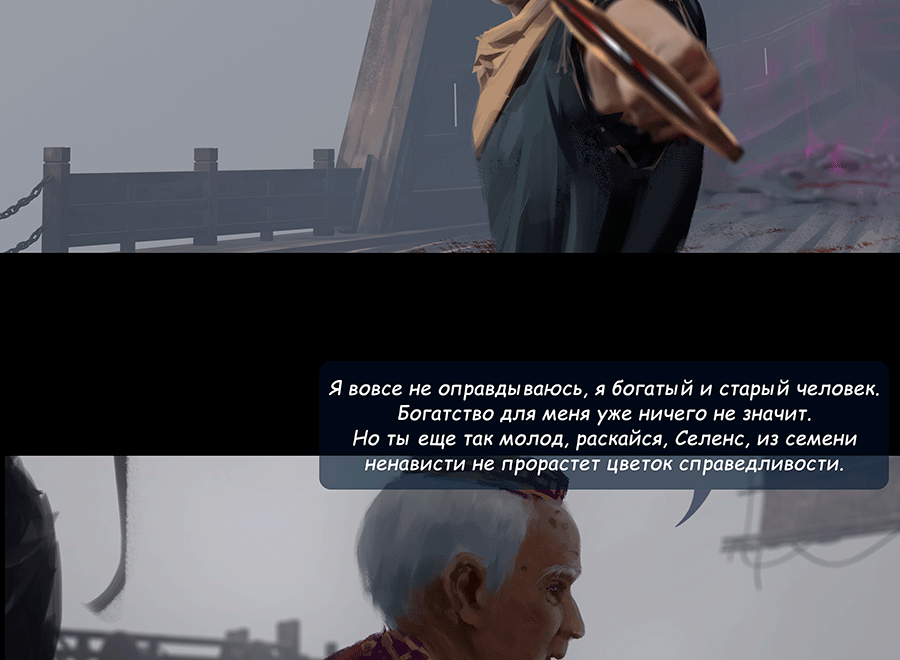 Я вовсе не оправдываюсь, я богатый и старый человек.
Богатство для меня уже ничего не значит.
Но ты еще так молод, раскайся, Селенс, из семени
ненависти не прорастет цветок справедливости.